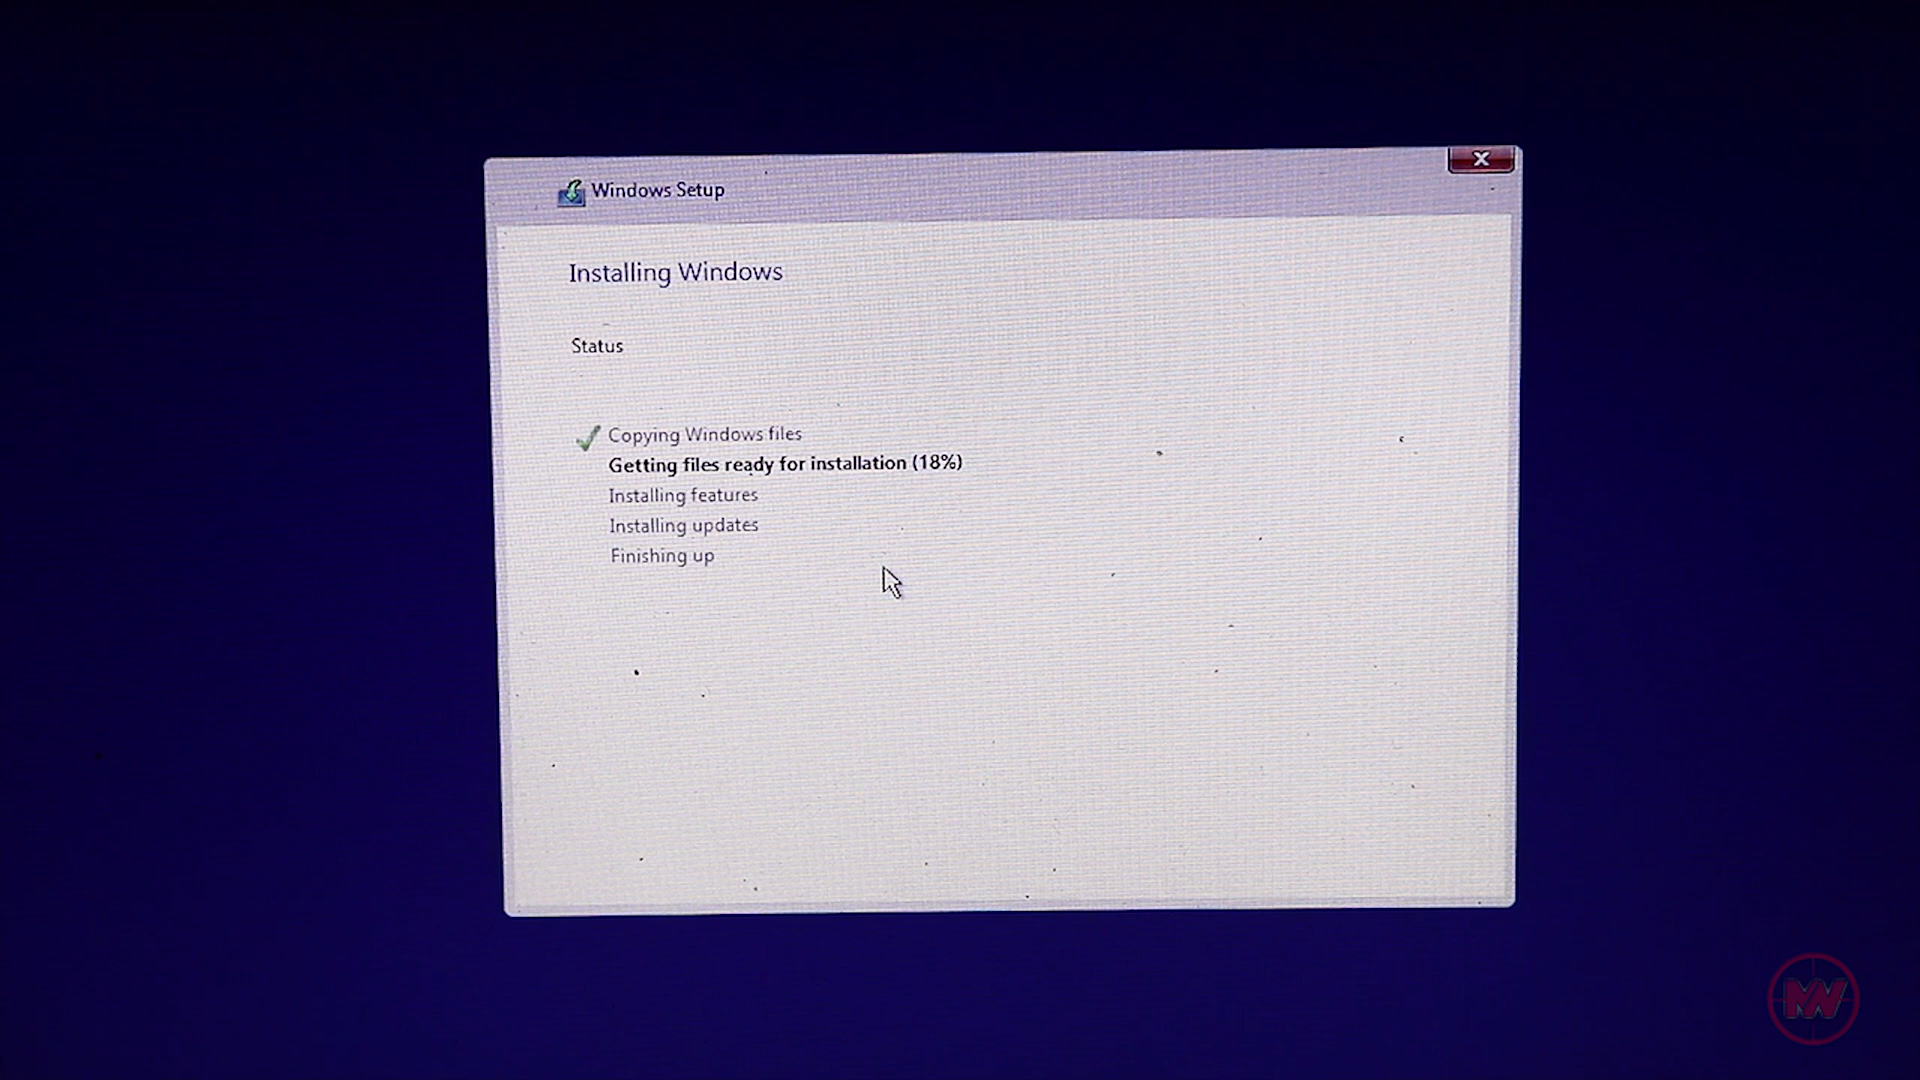 Windows Setup
Installing Windows
Status
Copying Windows files
Getting files ready for installation (18%)
Installing features
Installing updates
Finishing up